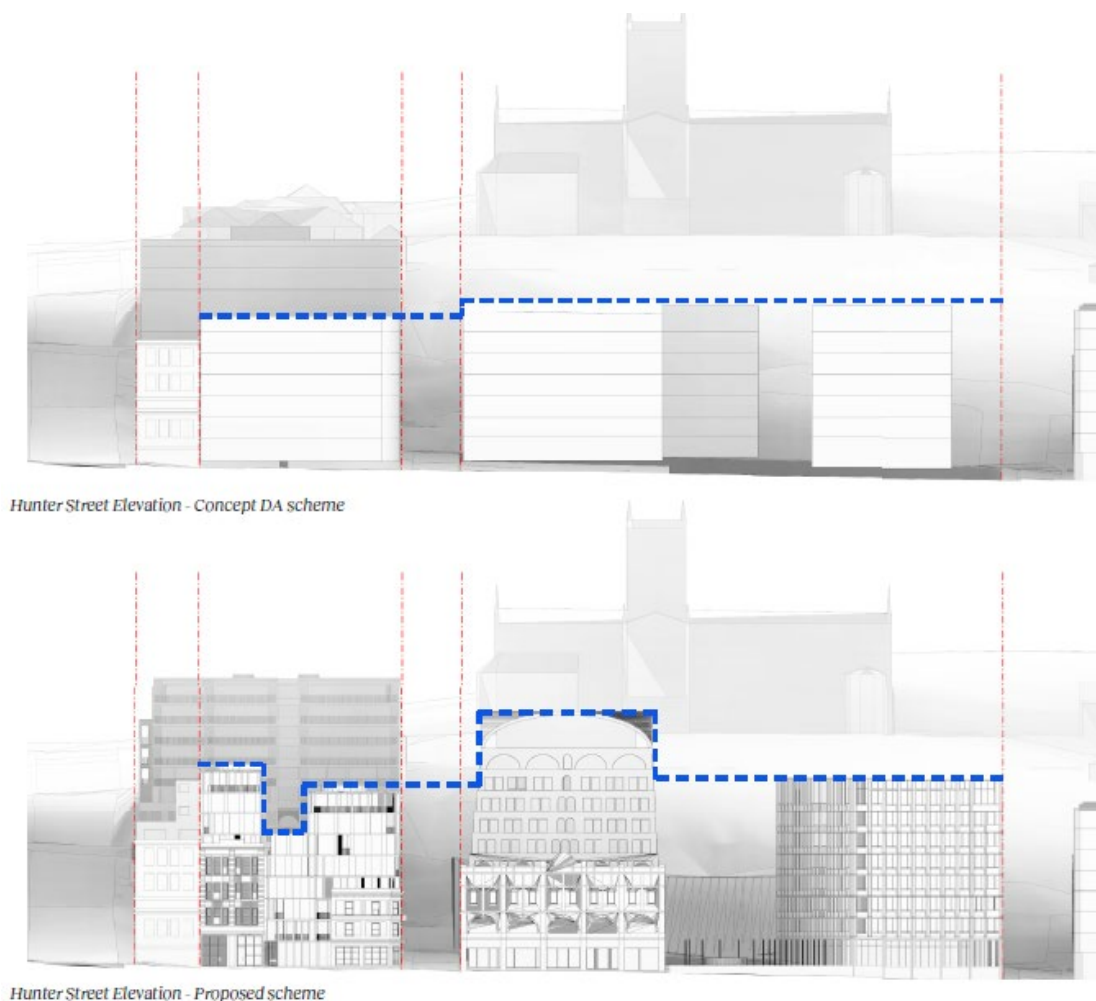 Hunter Street Elevation - Concept DA scheme
Hunter Street Elevation - Proposed scheme